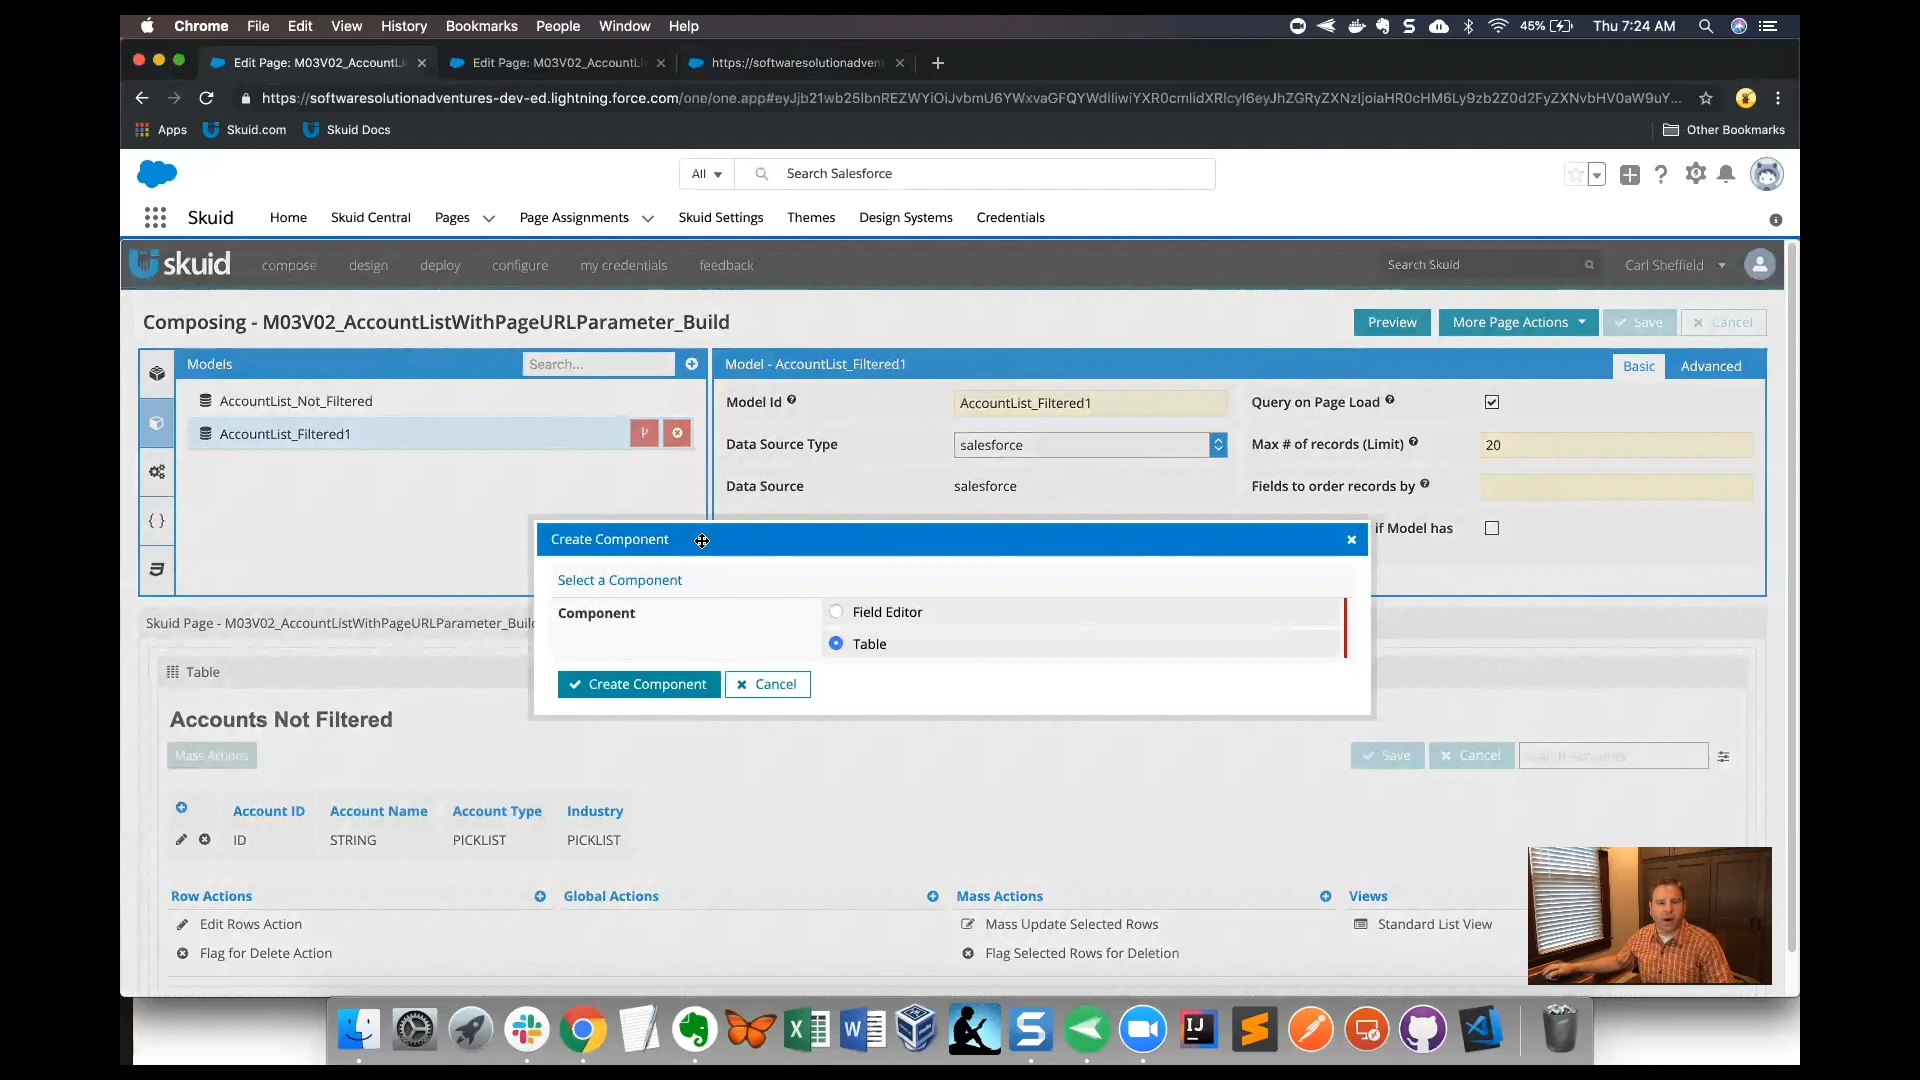 Chrome File Edit View History Bookmarks People Window Help 45% Thu 7:24 AM
Edit Page: M03V02_AccountLi Edit Page: M03V02_AccountLi https://softwaresolutionadven
https://softwaresolutionadventures-dev-ed.lightning.force.com/one/one.app#
Apps Skuid.com Skuid Docs Other Bookmarks
All Search Salesforce
Skuid Home Skuid Central Pages Page Assignments Skuid Settings Themes Design Systems Credentials
skuid compose design deploy configure my credentials feedback Search Skuid Carl Sheffield
Composing - M03V02_AccountListWithPageURLParameter_Build Preview More Page Actions Save Cancel
Models Search... Model - AccountList_Filtered1 Basic Advanced
AccountList_Not_Filtered Model Id AccountList_Filtered1 Query on Page Load
AccountList_Filtered1 Data Source Type salesforce Max # of records (Limit) 20
Data Source salesforce Fields to order records by
if Model has
Create Component
Select a Component
Component Field Editor
Table
Create Component Cancel
Skuid Page - M03V02_AccountListWithPageURLParameter_Build
Table
Accounts Not Filtered
Mass Actions Save Cancel Search Accounts
Account ID Account Name Account Type Industry
ID STRING PICKLIST PICKLIST
Row Actions Global Actions Mass Actions Views
Edit Rows Action Mass Update Selected Rows Standard List View
Flag for Delete Action Flag Selected Rows for Deletion